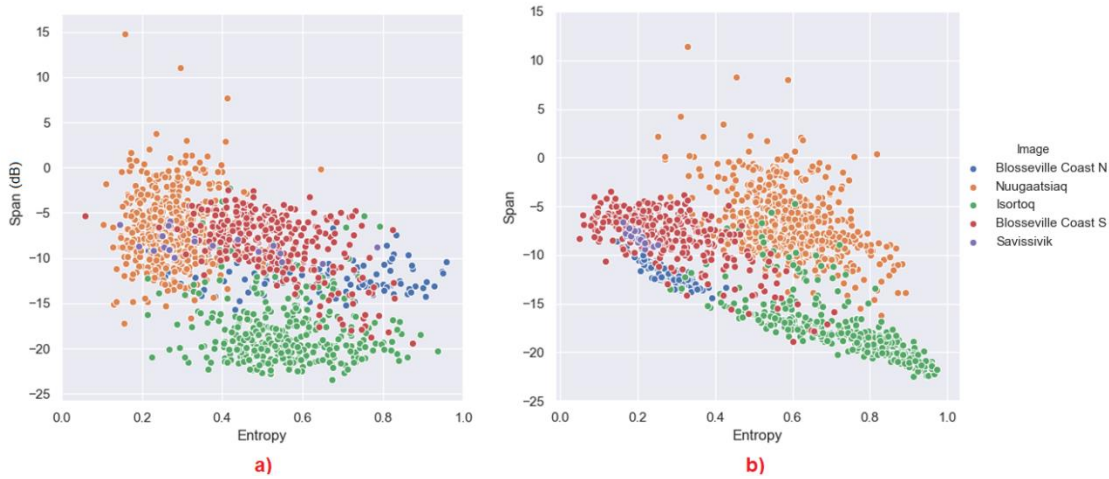 15
10
5
0
−5
−10
−15
−20
−25
Span (dB)
0.0 0.2 0.4 0.6 0.8 1.0
Entropy
a)
15
10
5
0
−5
−10
−15
−20
−25
Span
0.0 0.2 0.4 0.6 0.8 1.0
Entropy
b)
Image
Blosseville Coast N
Nuugaatsiaq
Isortoq
Blosseville Coast S
Savissivik